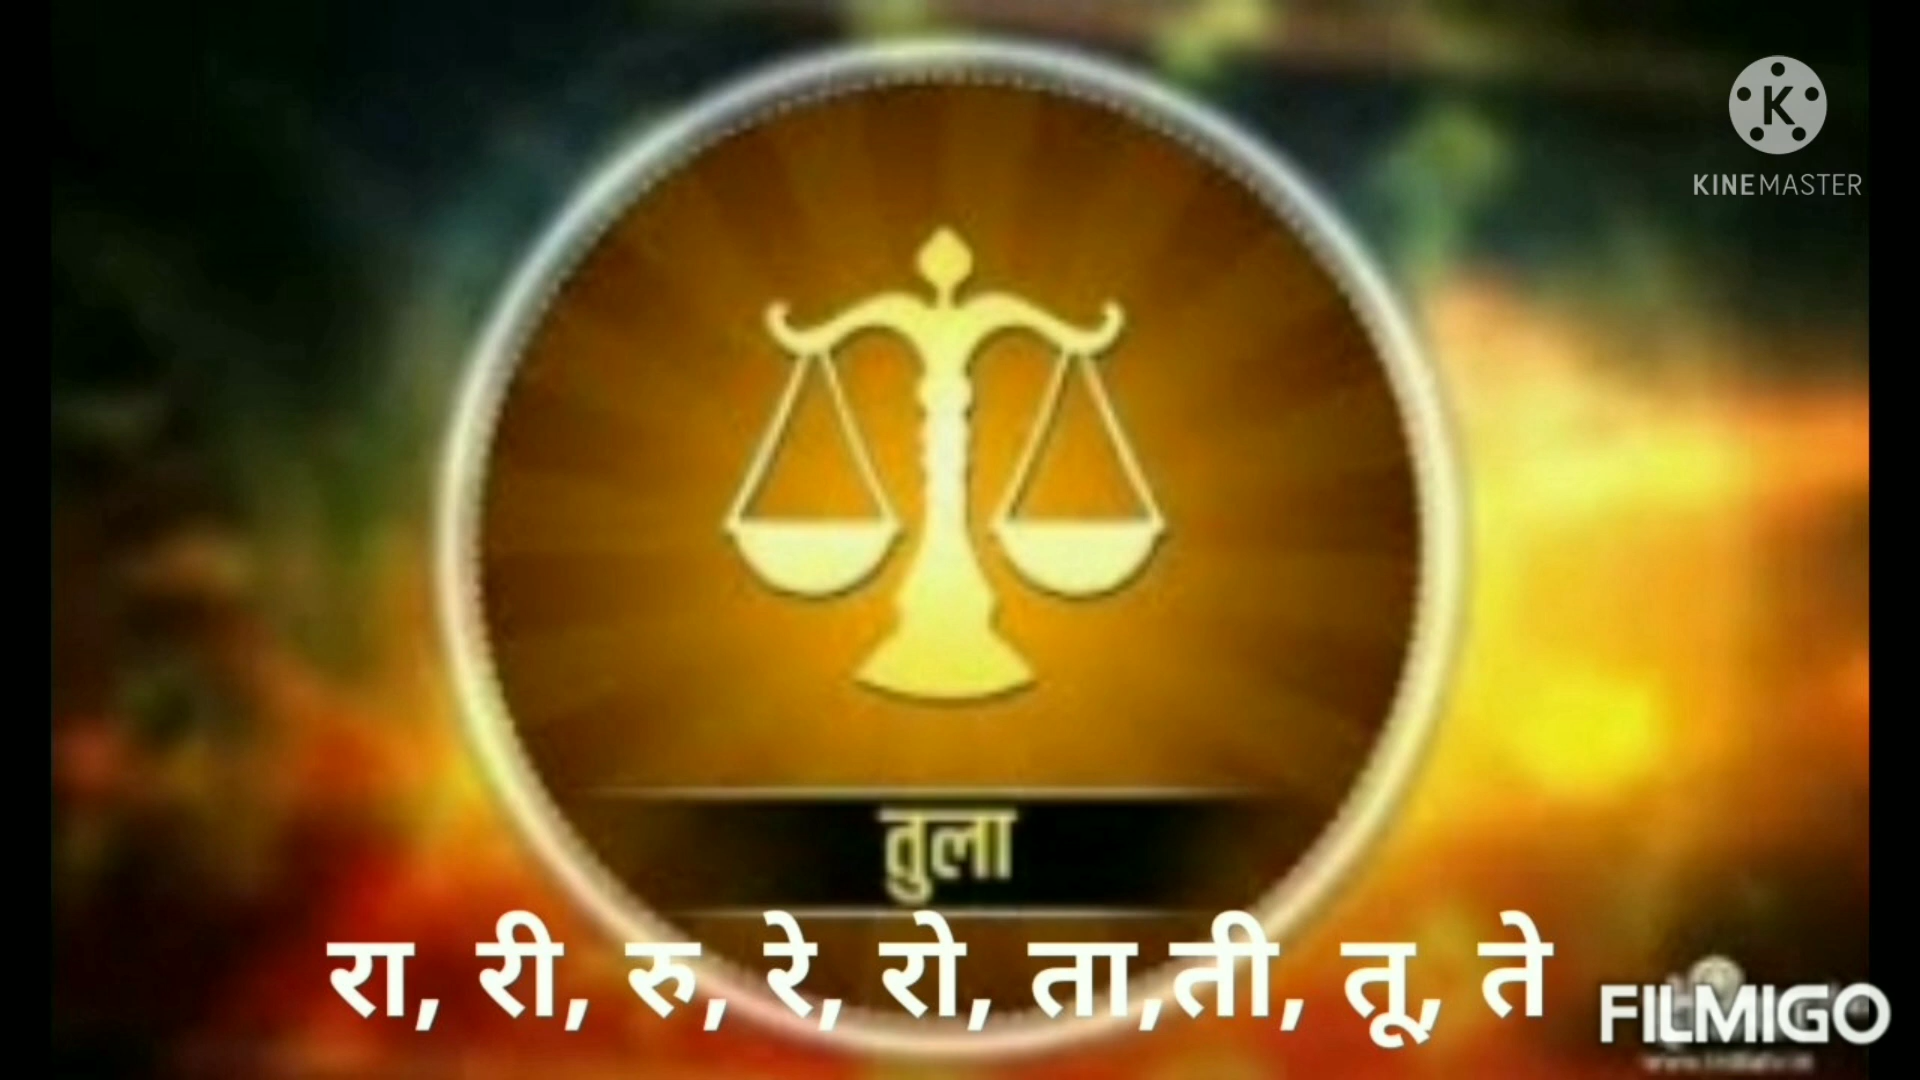 K
KINEMASTER
तुला
रा, री, रु, रे, रो, ता,ती, तू, ते
FILMIGO